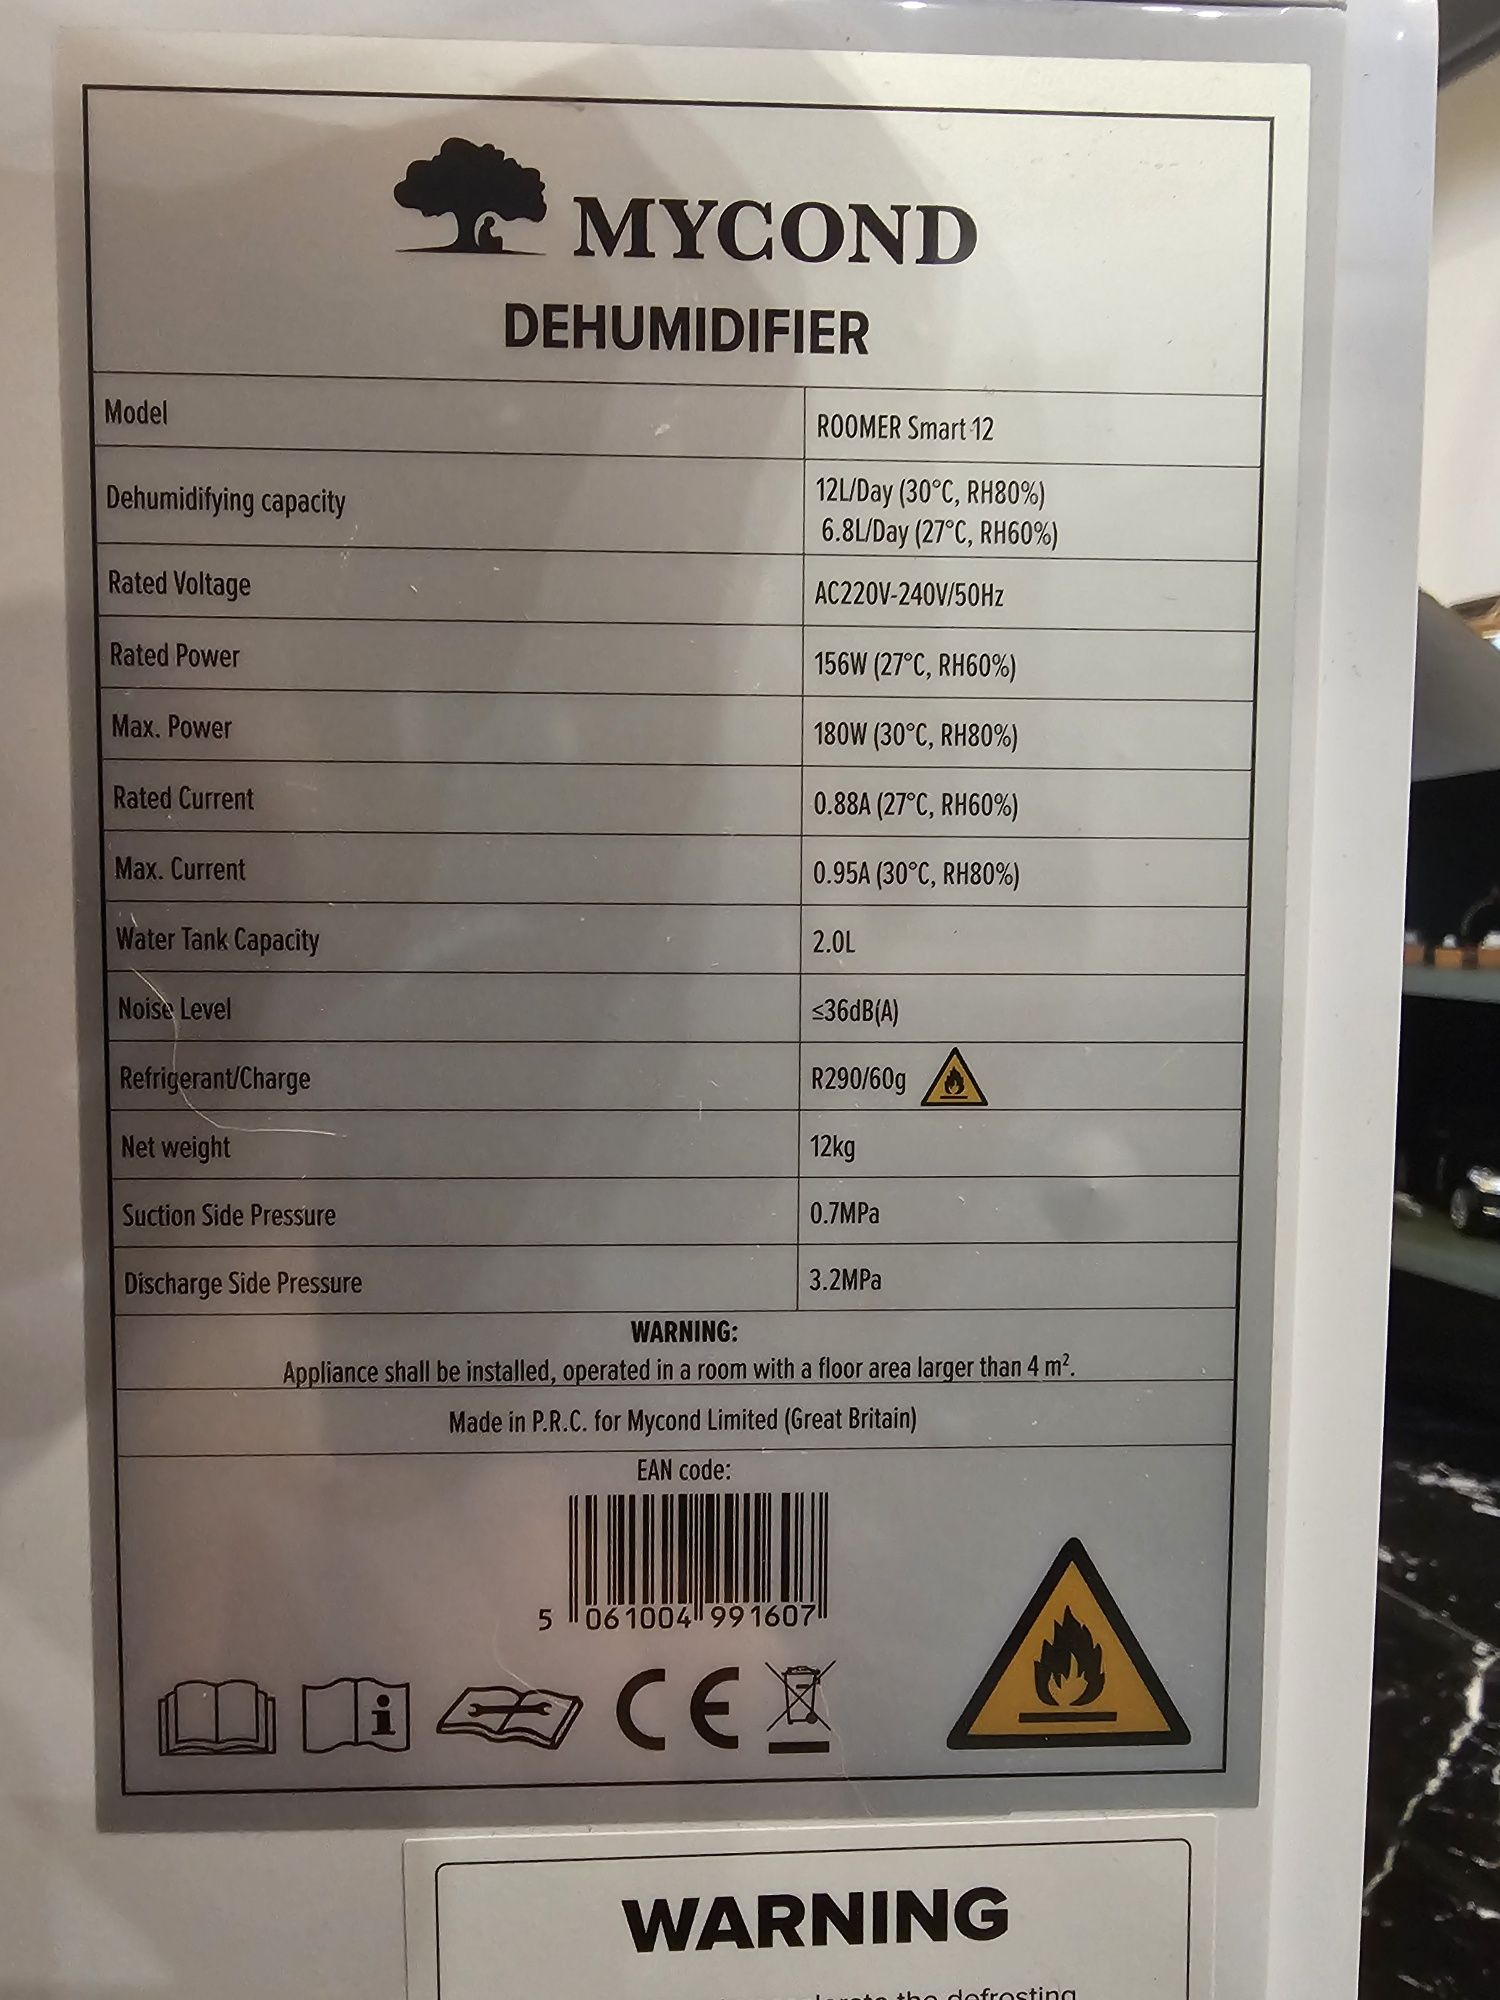 MYCOND
DEHUMIDIFIER
Model
ROOMER Smart 12
Dehumidifying capacity
12L/Day (30°C, RH80%)
6.8L/Day (27°C, RH60%)
Rated Voltage
AC220V-240V/50Hz
Rated Power
156W (27°C, RH60%)
Max. Power
180W (30°C, RH80%)
Rated Current
0.88A (27°C, RH60%)
Max. Current
0.95A (30°C, RH80%)
Water Tank Capacity
2.0L
Noise Level
≤36dB(A)
Refrigerant/Charge
R290/60g
Net weight
12kg
Suction Side Pressure
0.7MPa
Discharge Side Pressure
3.2MPa
WARNING:
Appliance shall be installed, operated in a room with a floor area larger than 4 m².
Made in P.R.C. for Mycond Limited (Great Britain)
EAN code:
5 061004 991607
i CE
WARNING
the defrosting